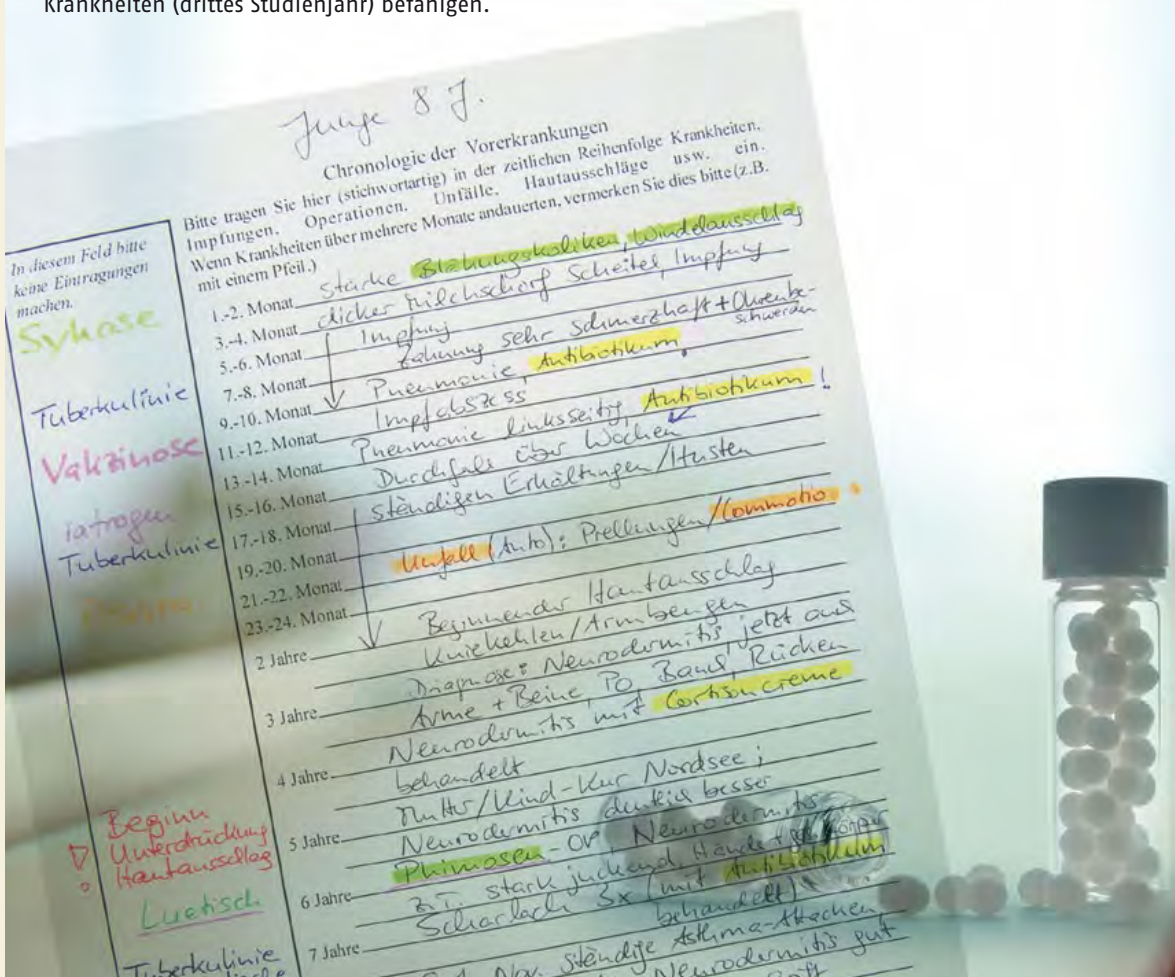 Krankheiten (drittes Studienjahr) befähigen.
Junge 8 J.
Chronologie der Vorerkrankungen
Bitte tragen Sie hier (stichwortartig) in der zeitlichen Reihenfolge Krankheiten,
Impfungen, Operationen, Unfälle, Hautausschläge usw. ein.
Wenn Krankheiten über mehrere Monate andauerten, vermerken Sie dies bitte (z.B.
mit einem Pfeil.)
In diesem Feld bitte
keine Eintragungen
machen.
1.-2. Monat starke Blähungskoliken, Windelausschlag
3.-4. Monat dicker Milchschorf Scheitel, Impfung
5.-6. Monat Impfung
7.-8. Monat Zahnung sehr schmerzhaft + Ohrenbe-
schwerden
9.-10. Monat Pneumonie, Antibiotikum
11.-12. Monat Impfabszess
13.-14. Monat Pneumonie linksseitig, Antibiotikum!
15.-16. Monat Durchfall über Wochen
17.-18. Monat ständigen Erkältungen/Husten
19.-20. Monat
21.-22. Monat Unfall (Auto): Prellungen/Commotio
23.-24. Monat
2 Jahre Beginnender Hautausschlag
Kniekehlen/Armbeugen
3 Jahre Diagnose: Neurodermitis jetzt auch
Arme + Beine, Po, Bauch, Rücken
4 Jahre Neurodermitis mit Cortisoncreme
behandelt
5 Jahre Mutter/Kind-Kur Nordsee;
Neurodermitis deutlich besser
6 Jahre Phimosen-OP Neurodermitis
z.T. stark juckend, Hände
7 Jahre Scharlach 3x (mit Antibiotikum
behandelt)
Nov. ständige Asthma-Attacken
Neurodermitis gut
Sykose
Tuberkulinie
Vakzinose
iatrogen
Tuberkulinie
Beginn
Unterdrückung
Hautausschlag
Luetisch
Tuberkulinie